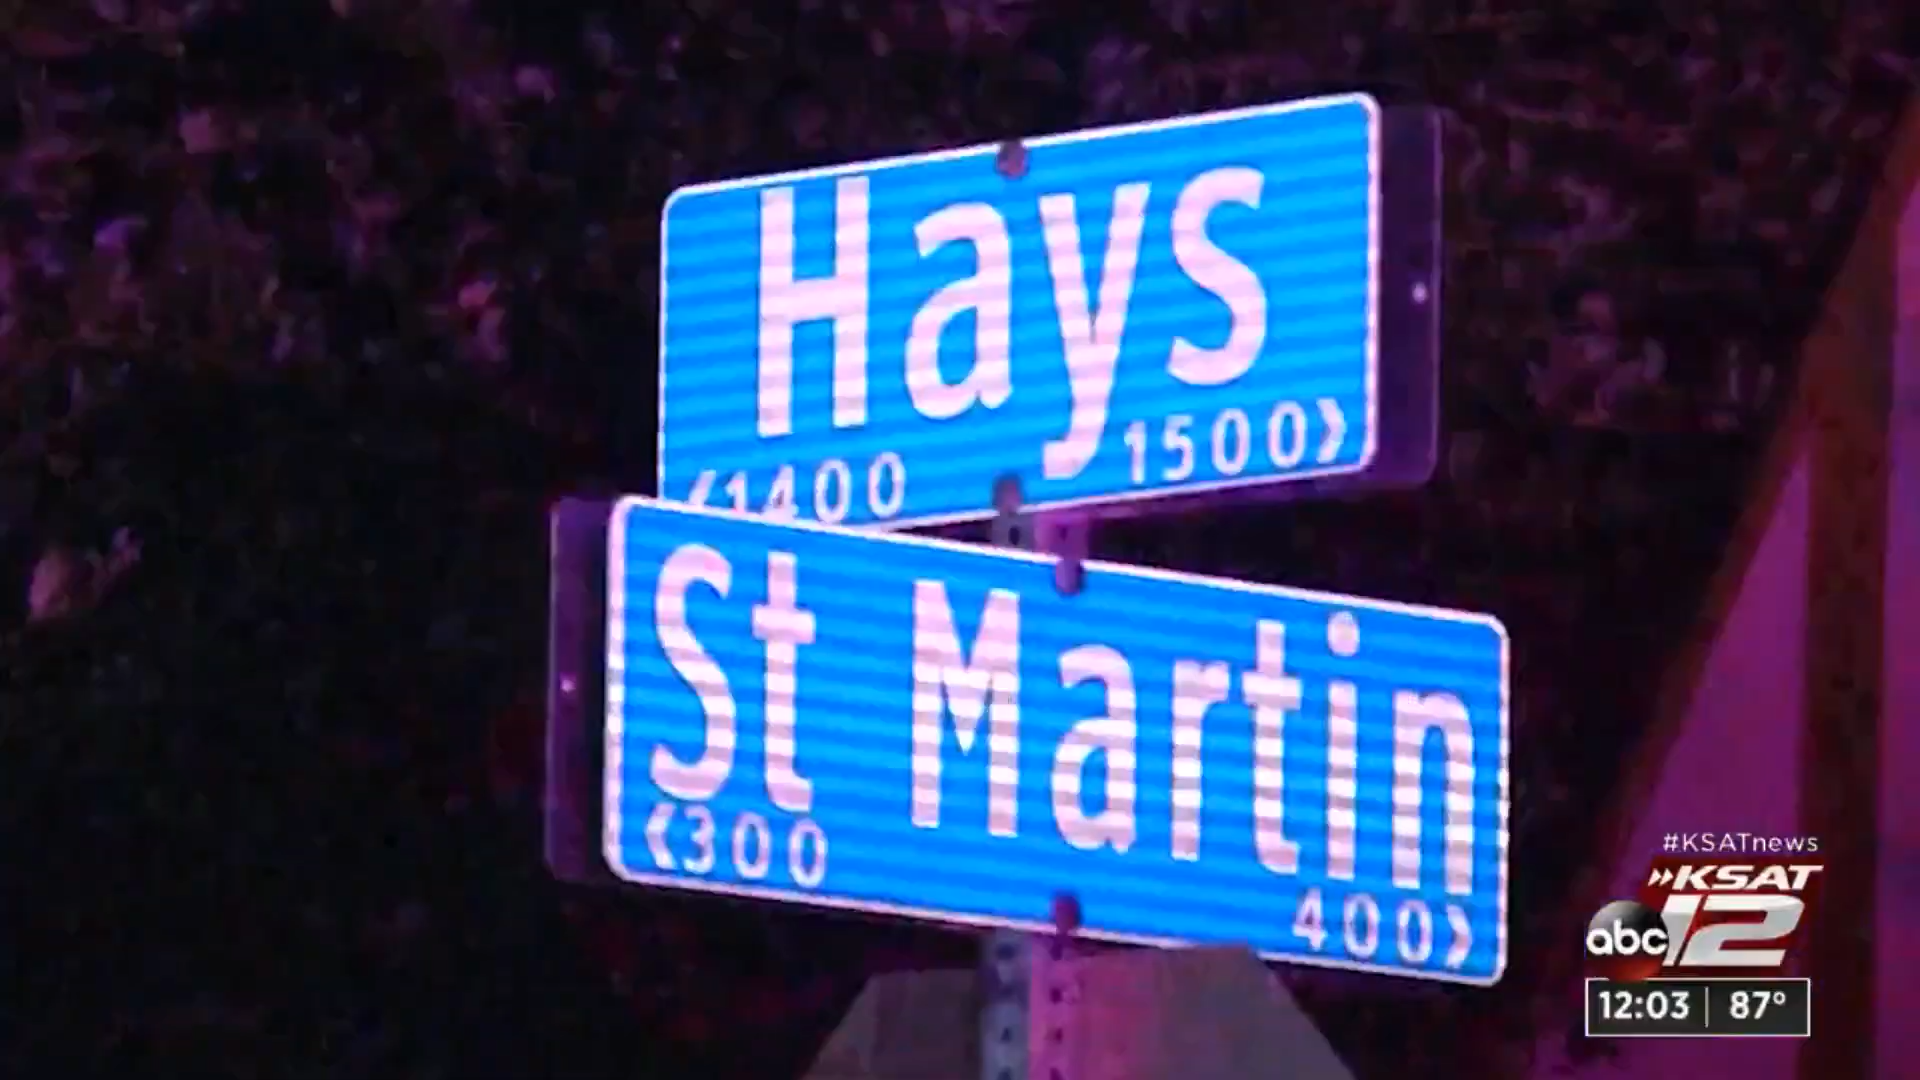 Hays
‹1400 1500›
St Martin
‹300 400›
#KSATnews
»KSAT
abc 12
12:03 | 87°